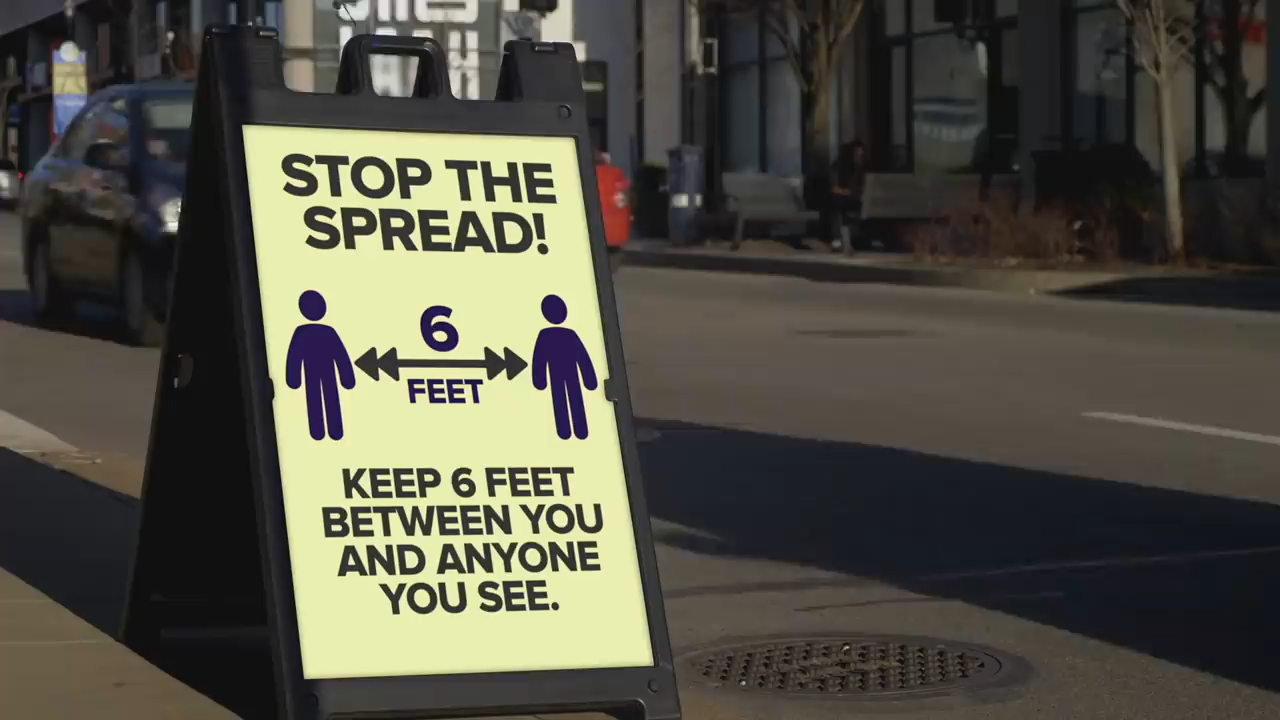 STOP THE
SPREAD!
6
FEET
KEEP 6 FEET
BETWEEN YOU
AND ANYONE
YOU SEE.